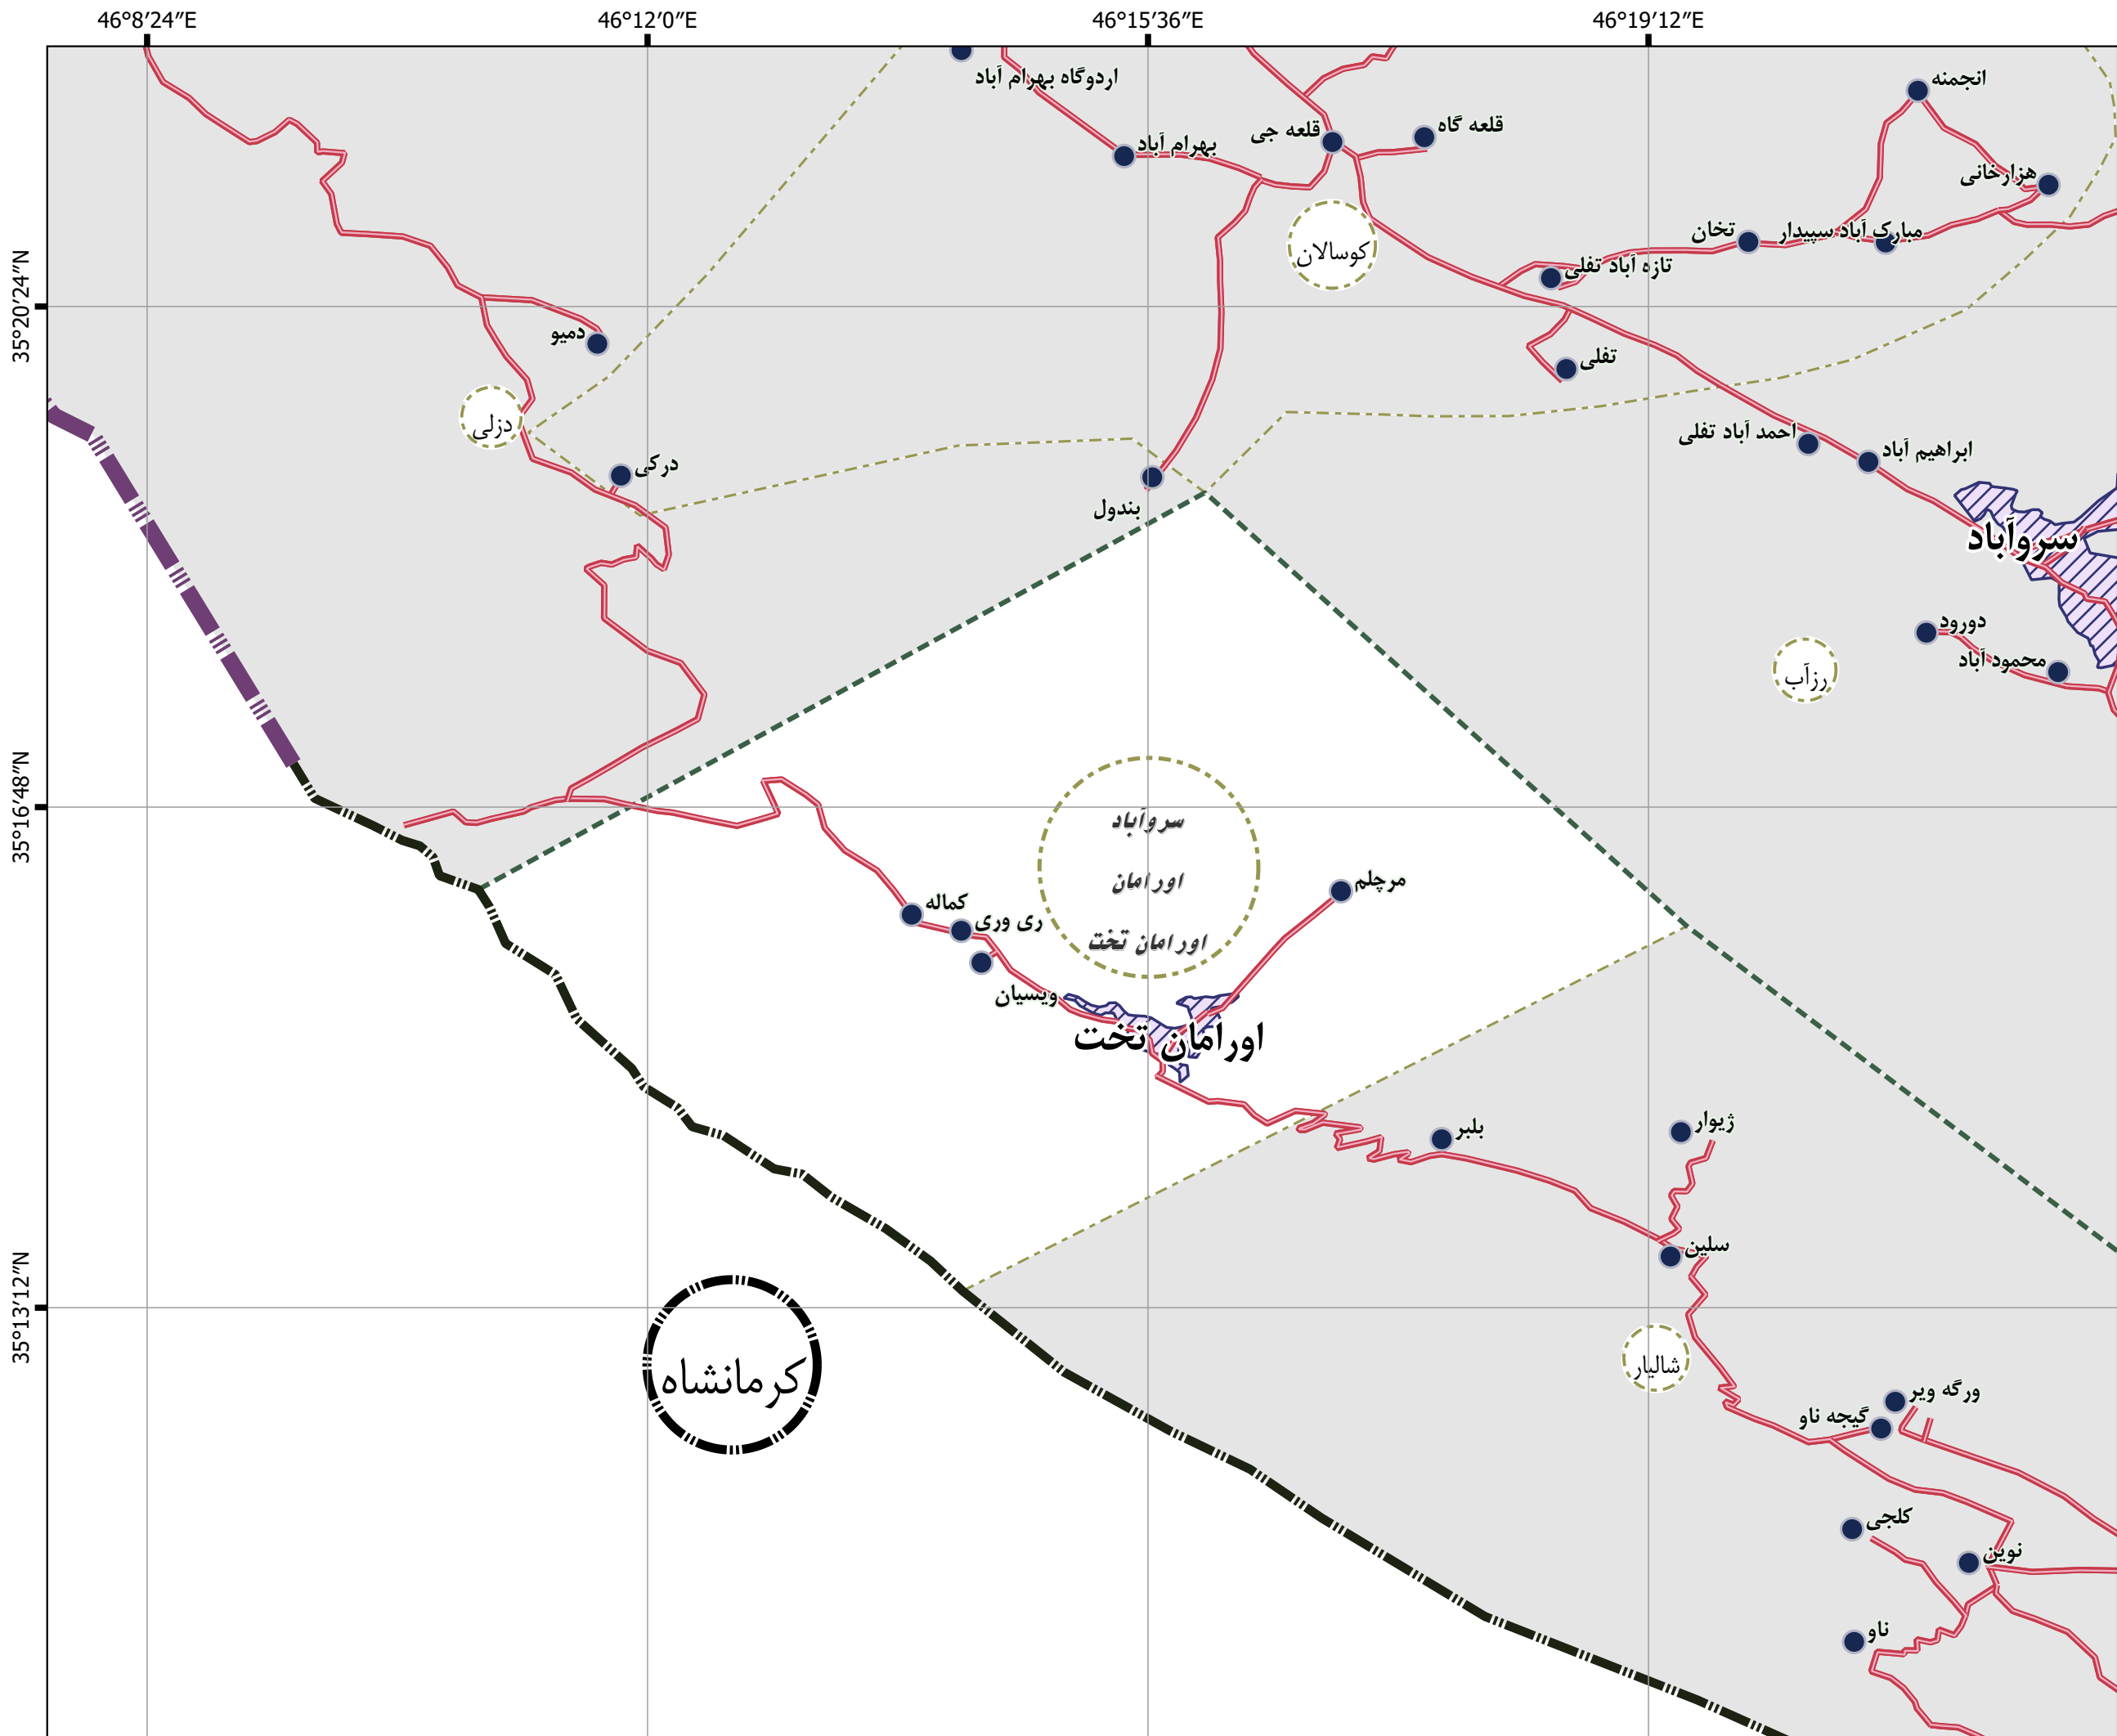 46°8′24″E
46°12′0″E
46°15′36″E
46°19′12″E
35°20′24″N
35°16′48″N
35°13′12″N
اردوگاه بهرام آباد
انجمنه
قلعه گاه
قلعه جی
بهرام آباد
هزارخانی
مبارک آباد سپیدار
تخان
کوسالان
تازه آباد تفلی
دمیو
تفلی
دزلی
احمد آباد تفلی
ابراهیم آباد
درکی
بندول
سروآباد
دورود
محمود آباد
رزآب
سروآباد
اورامان
اورامان تخت
مرچلم
کماله
ری وری
ویسیان
اورامان تخت
بلبر
ژیوار
سلین
شالیار
کرمانشاه
ورگه ویر
گیجه ناو
کلجی
نوین
ناو